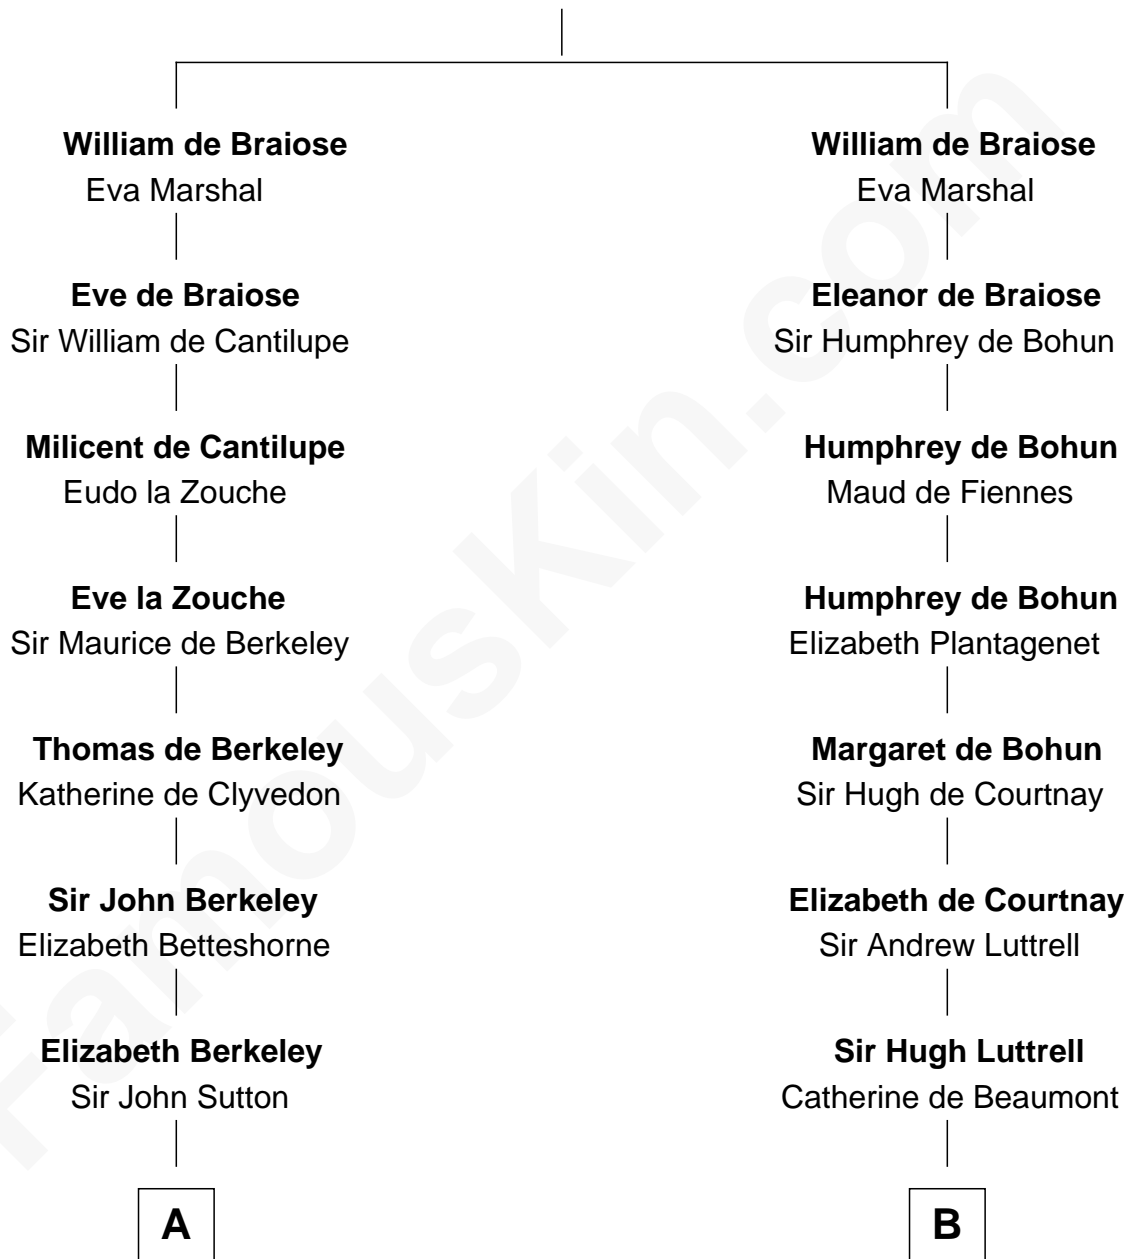 William de Braiose
Eva Marshal
Eve de Braiose
Sir William de Cantilupe
Milicent de Cantilupe
Eudo la Zouche
Eve la Zouche
Sir Maurice de Berkeley
Thomas de Berkeley
Katherine de Clyvedon
Sir John Berkeley
Elizabeth Betteshorne
Elizabeth Berkeley
Sir John Sutton
A
William de Braiose
Eva Marshal
Eleanor de Braiose
Sir Humphrey de Bohun
Humphrey de Bohun
Maud de Fiennes
Humphrey de Bohun
Elizabeth Plantagenet
Margaret de Bohun
Sir Hugh de Courtnay
Elizabeth de Courtnay
Sir Andrew Luttrell
Sir Hugh Luttrell
Catherine de Beaumont
B
FamousKin.com